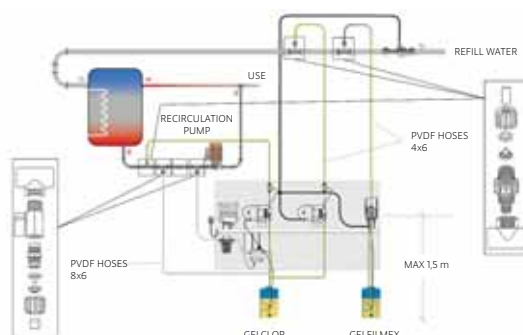 REFILL WATER
USE
RECIRCULATION
PUMP
PVDF HOSES
4x6
PVDF HOSES
8x6
MAX 1,5 m